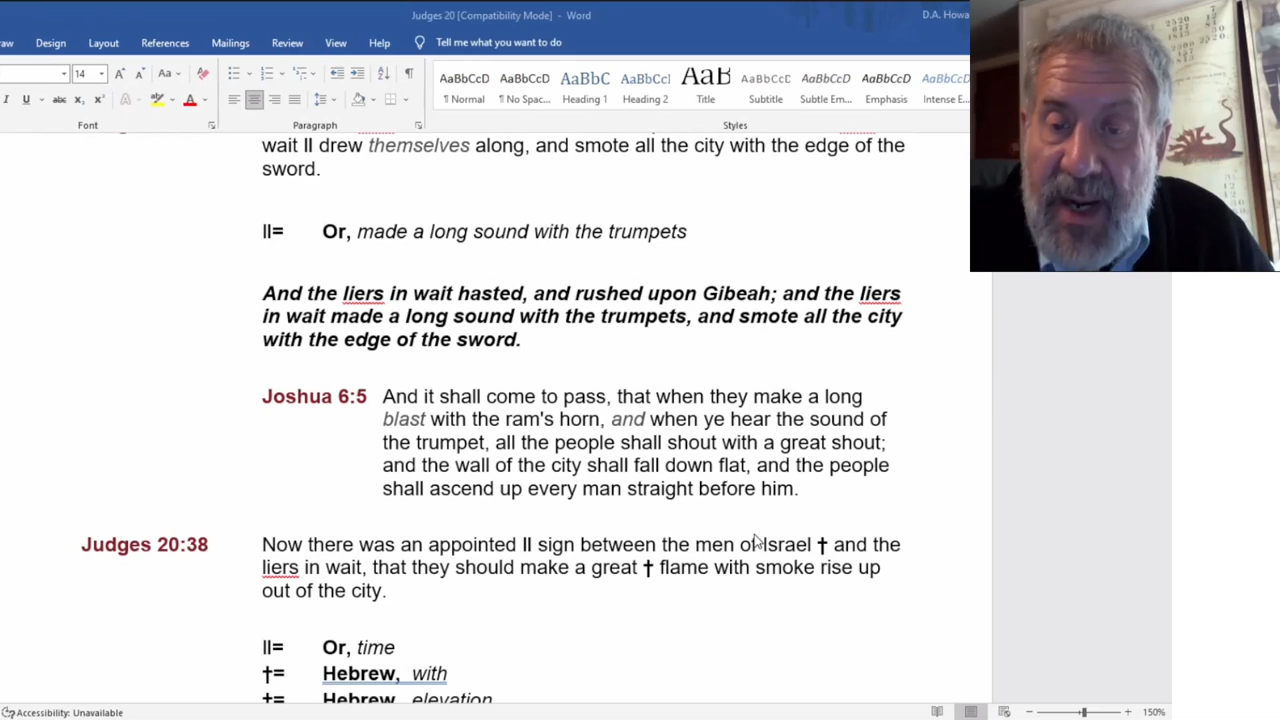 Judges 20 [Compatibility Mode] - Word
D.A. Howa
aw Design Layout References Mailings Review View Help Tell me what you want to do
14 Aa
I U abc x₂ x² A A
AaBbCcD AaBbCcD AaBbC AaBbCcI AaB AaBbCcD AaBbCcD AaBbCcD AaBbCcD
¶ Normal ¶ No Spac... Heading 1 Heading 2 Title Subtitle Subtle Em... Emphasis Intense E...
Font Paragraph Styles
wait ǁ drew themselves along, and smote all the city with the edge of the
sword.
ǁ= Or, made a long sound with the trumpets
And the liers in wait hasted, and rushed upon Gibeah; and the liers
in wait made a long sound with the trumpets, and smote all the city
with the edge of the sword.
Joshua 6:5 And it shall come to pass, that when they make a long
blast with the ram's horn, and when ye hear the sound of
the trumpet, all the people shall shout with a great shout;
and the wall of the city shall fall down flat, and the people
shall ascend up every man straight before him.
Judges 20:38 Now there was an appointed ǁ sign between the men of Israel † and the
liers in wait, that they should make a great † flame with smoke rise up
out of the city.
ǁ= Or, time
†= Hebrew, with
†= Hebrew, elevation
Accessibility: Unavailable
150%